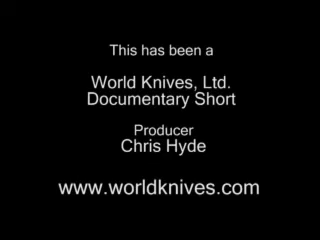 This has been a
World Knives, Ltd.
Documentary Short
Producer
Chris Hyde
www.worldknives.com